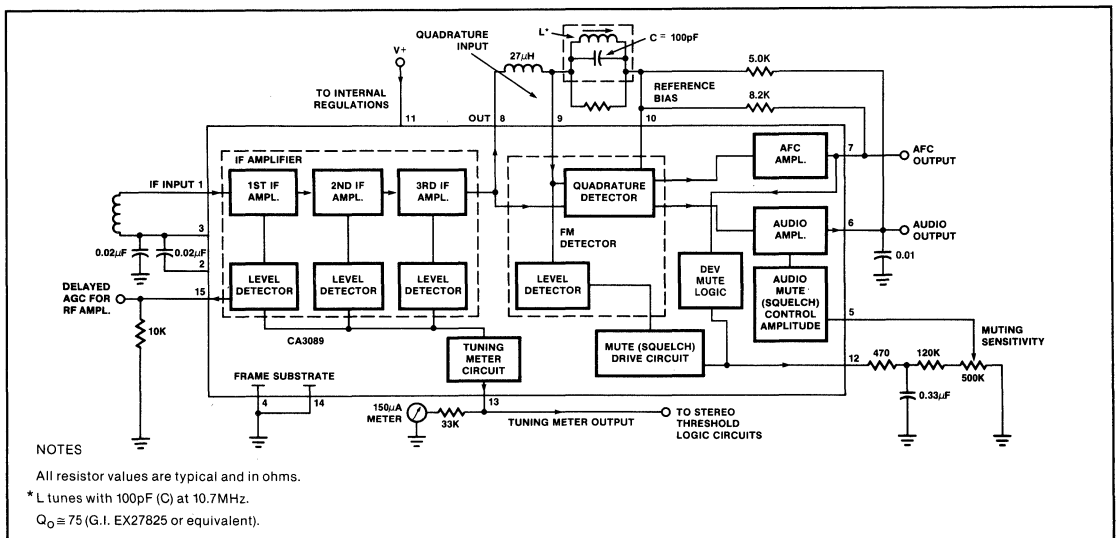 L*
C = 100pF
QUADRATURE
INPUT
V+
27μH
5.0K
8.2K
REFERENCE
BIAS
TO INTERNAL
REGULATIONS
11
OUT
8
9
10
IF AMPLIFIER
IF INPUT 1
1ST IF
AMPL.
2ND IF
AMPL.
3RD IF
AMPL.
QUADRATURE
DETECTOR
AFC
AMPL.
7
AFC
OUTPUT
3
0.02μF
0.02μF
2
FM
DETECTOR
AUDIO
AMPL.
6
AUDIO
OUTPUT
0.01
DELAYED
AGC FOR
RF AMPL.
15
LEVEL
DETECTOR
LEVEL
DETECTOR
LEVEL
DETECTOR
LEVEL
DETECTOR
DEV
MUTE
LOGIC
AUDIO
MUTE
(SQUELCH)
CONTROL
AMPLITUDE
5
MUTING
SENSITIVITY
10K
CA3089
TUNING
METER
CIRCUIT
MUTE (SQUELCH)
DRIVE CIRCUIT
12
470
120K
500K
0.33μF
FRAME SUBSTRATE
4
14
13
150μA
METER
33K
TUNING METER OUTPUT
TO STEREO
THRESHOLD
LOGIC CIRCUITS
NOTES
All resistor values are typical and in ohms.
* L tunes with 100pF (C) at 10.7MHz.
Qo ≅ 75 (G.I. EX27825 or equivalent).